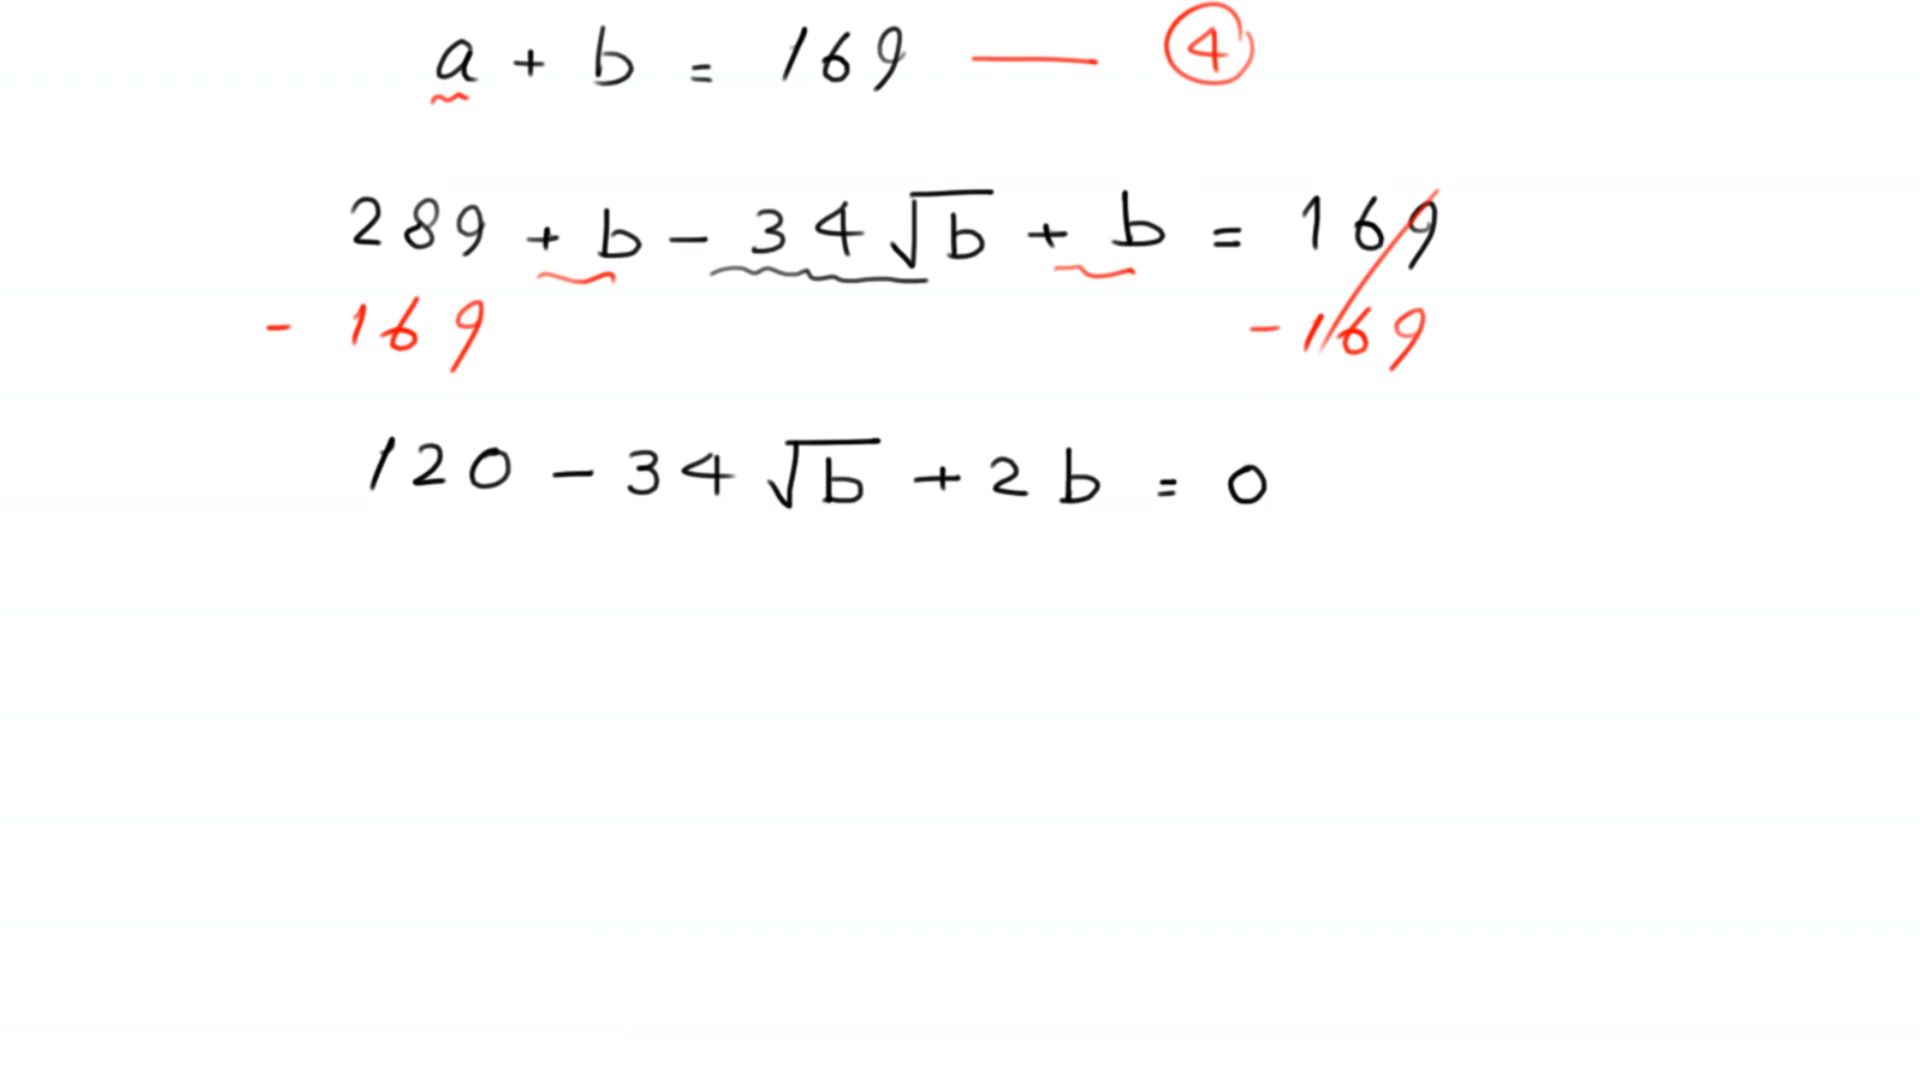 a + b = 169 — ④
289 + b - 34√b + b = 169
- 169 - 169
120 - 34√b + 2b = 0